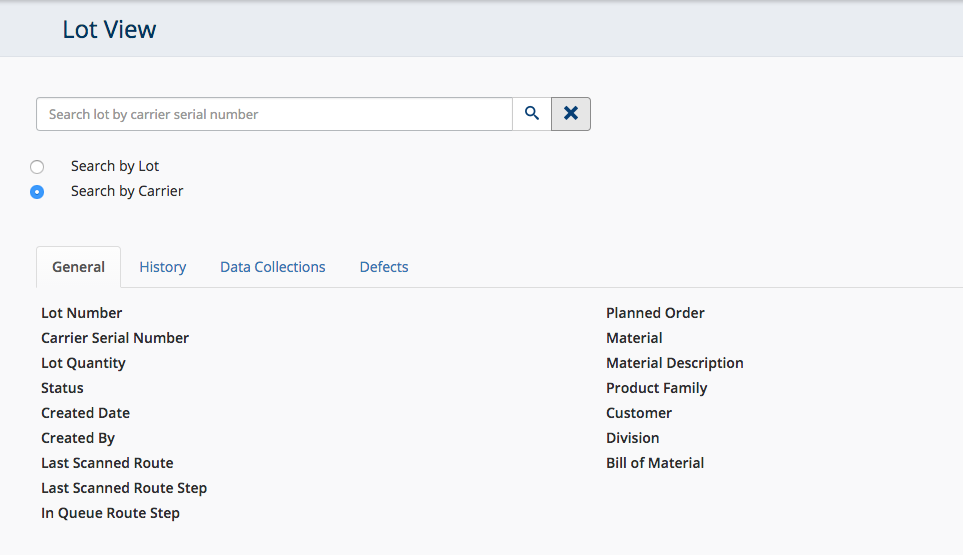 Lot View
Search lot by carrier serial number
Search by Lot
Search by Carrier
General History Data Collections Defects
Lot Number
Carrier Serial Number
Lot Quantity
Status
Created Date
Created By
Last Scanned Route
Last Scanned Route Step
In Queue Route Step
Planned Order
Material
Material Description
Product Family
Customer
Division
Bill of Material